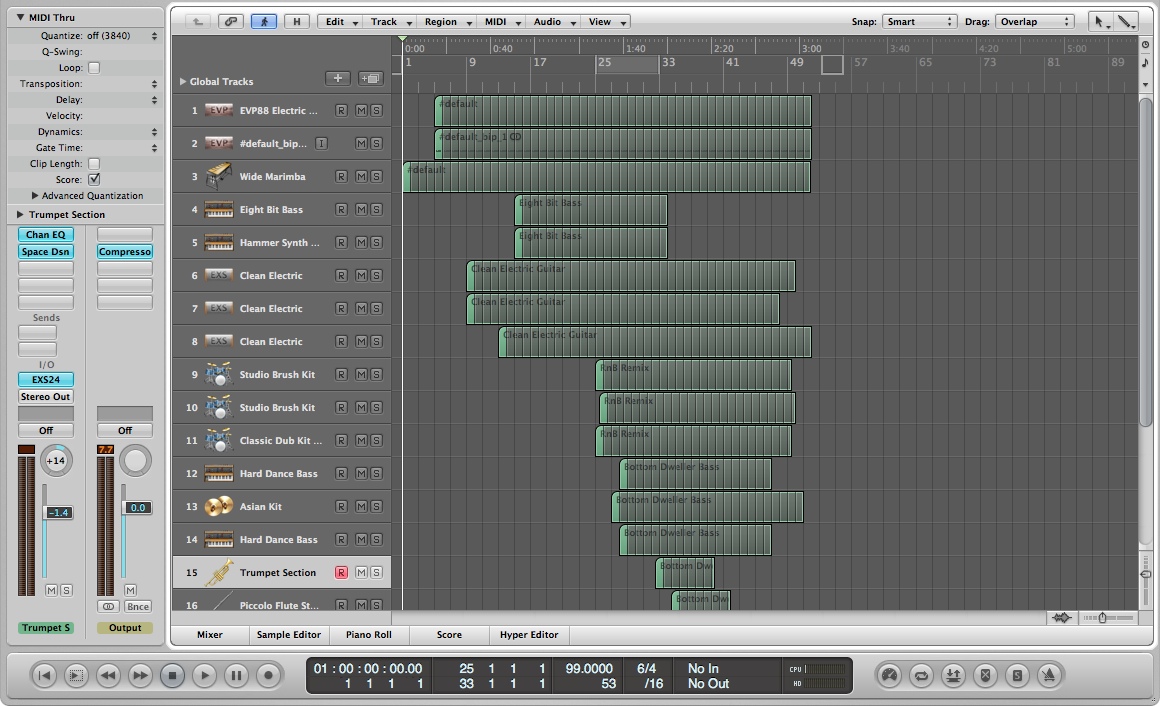 MIDI Thru
Quantize: off (3840)
Q-Swing:
Loop:
Transposition:
Delay:
Velocity:
Dynamics:
Gate Time:
Clip Length:
Score:
Advanced Quantization
Trumpet Section
Chan EQ
Space Dsn Compresso
Sends
I/O
EXS24
Stereo Out
Off Off
7.7
+14
-1.4 0.0
M S M
Bnce
Trumpet S Output
H Edit Track Region MIDI Audio View Snap: Smart Drag: Overlap
0:00 0:40 1:40 2:20 3:00 3:40 4:20 5:00
1 9 17 25 33 41 49 57 65 73 81 89
Global Tracks
1 EVP EVP88 Electric ... R M S #default
2 EVP #default_bip... I M S #default_bip_1 CD
3 Wide Marimba R M S #default
4 Eight Bit Bass R M S Eight Bit Bass
5 Hammer Synth ... R M S Eight Bit Bass
6 EXS Clean Electric R M S Clean Electric Guitar
7 EXS Clean Electric R M S Clean Electric Guitar
8 EXS Clean Electric R M S Clean Electric Guitar
9 Studio Brush Kit R M S RnB Remix
10 Studio Brush Kit R M S RnB Remix
11 Classic Dub Kit ... R M S RnB Remix
12 Hard Dance Bass R M S Bottom Dweller Bass
13 Asian Kit R M S Bottom Dweller Bass
14 Hard Dance Bass R M S Bottom Dweller Bass
15 Trumpet Section R M S Bottom Dwe
16 Piccolo Flute St... R M S Bottom Dw
Mixer Sample Editor Piano Roll Score Hyper Editor
01 : 00 : 00 : 00.00 25 1 1 1 99.0000 6/4 No In CPU
1 1 1 1 33 1 1 1 53 /16 No Out HD
S